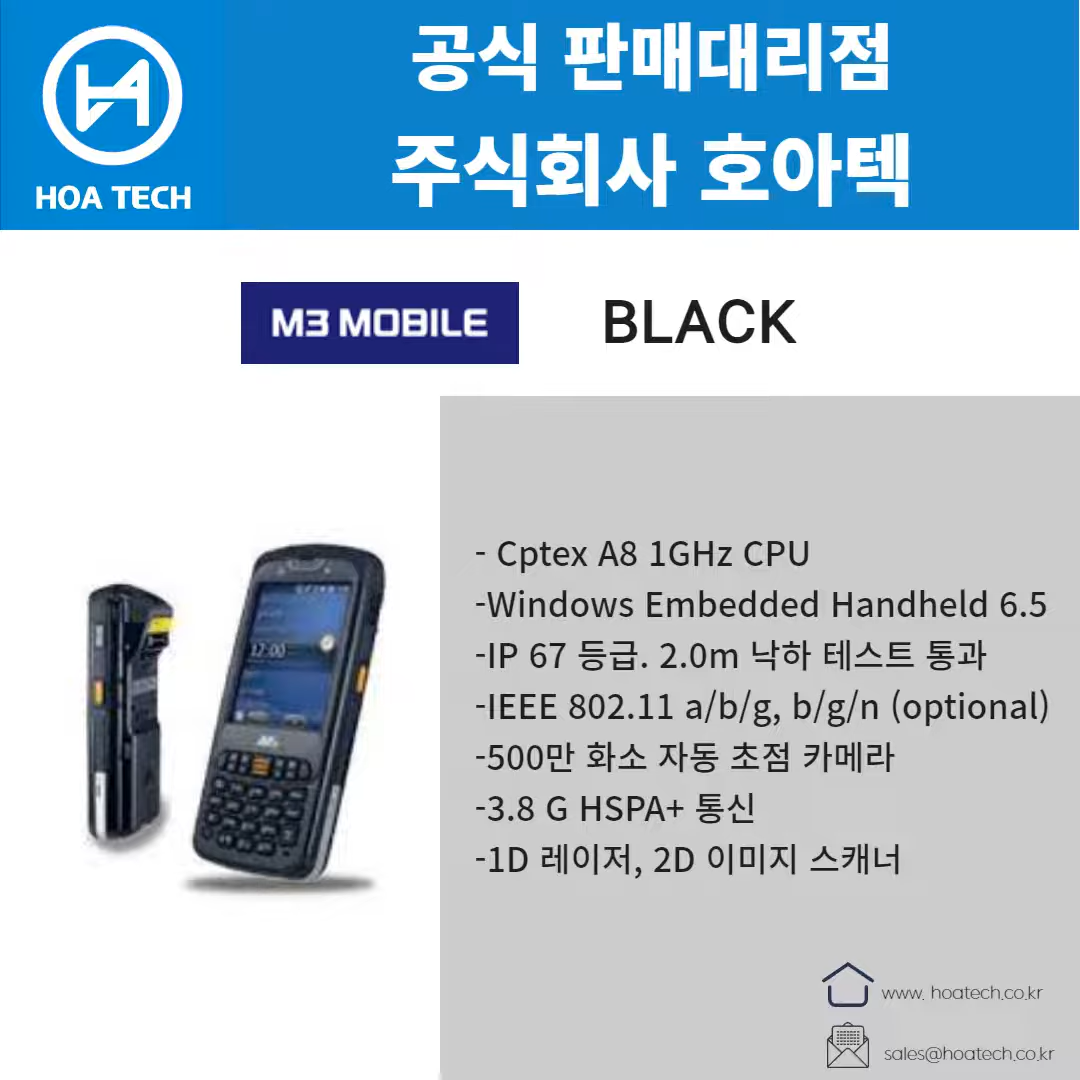 공식 판매대리점
주식회사 호아텍
HOA TECH
M3 MOBILE
BLACK
12:00
- Cptex A8 1GHz CPU
-Windows Embedded Handheld 6.5
-IP 67 등급. 2.0m 낙하 테스트 통과
-IEEE 802.11 a/b/g, b/g/n (optional)
-500만 화소 자동 초점 카메라
-3.8 G HSPA+ 통신
-1D 레이저, 2D 이미지 스캐너
www. hoatech.co.kr
sales@hoatech.co.kr